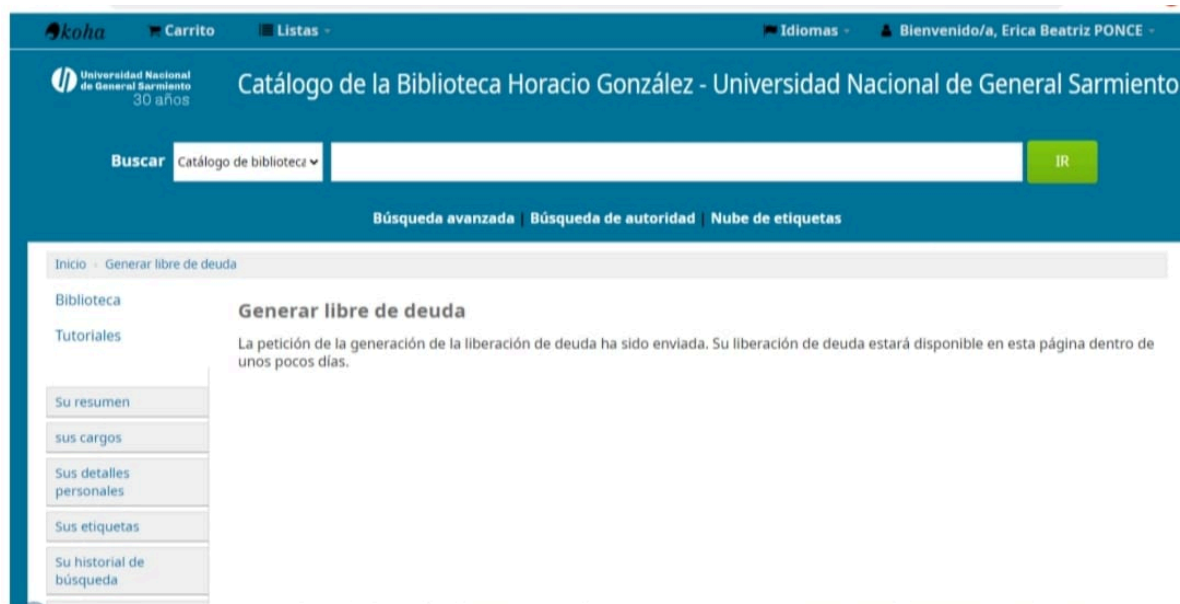 koha Carrito Listas Idiomas Bienvenido/a, Erica Beatriz PONCE
Universidad Nacional
de General Sarmiento
30 años
Catálogo de la Biblioteca Horacio González - Universidad Nacional de General Sarmiento
Buscar Catálogo de biblioteca IR
Búsqueda avanzada | Búsqueda de autoridad | Nube de etiquetas
Inicio Generar libre de deuda
Biblioteca
Tutoriales
Generar libre de deuda
La petición de la generación de la liberación de deuda ha sido enviada. Su liberación de deuda estará disponible en esta página dentro de
unos pocos días.
Su resumen
sus cargos
Sus detalles
personales
Sus etiquetas
Su historial de
búsqueda